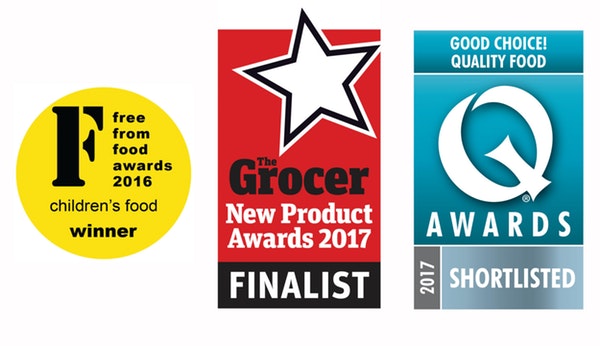 F free
from
food
awards
2016
children's food
winner
The
Grocer
New Product
Awards 2017
FINALIST
GOOD CHOICE!
QUALITY FOOD
Q
®
AWARDS
2017
SHORTLISTED